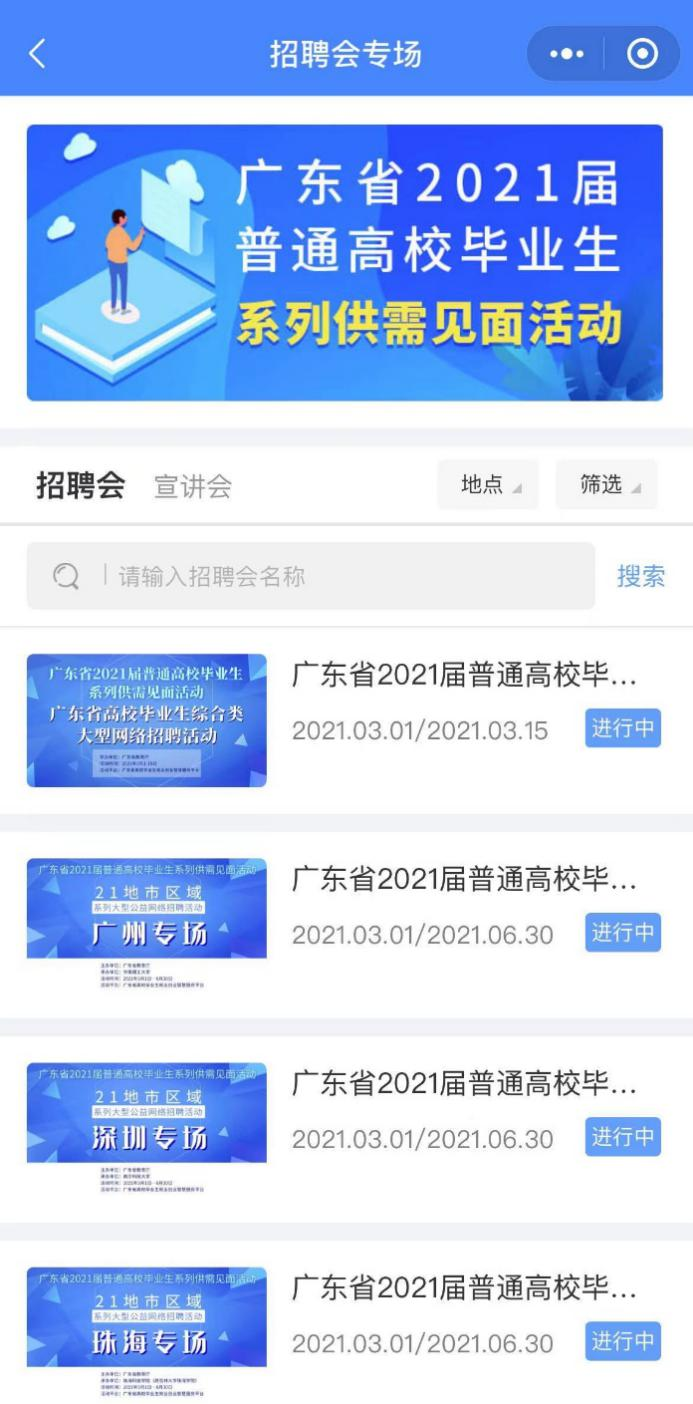 招聘会专场
广东省2021届
普通高校毕业生
系列供需见面活动
招聘会 宣讲会 地点 筛选
请输入招聘会名称 搜索
广东省2021届普通高校毕业生
系列供需见面活动
广东省高校毕业生综合类
大型网络招聘活动
广东省2021届普通高校毕...
2021.03.01/2021.03.15 进行中
广东省2021届普通高校毕业生系列供需见面活动
21地市区域
系列大型公益网络招聘活动
广州专场
广东省2021届普通高校毕...
2021.03.01/2021.06.30 进行中
广东省2021届普通高校毕业生系列供需见面活动
21地市区域
系列大型公益网络招聘活动
深圳专场
广东省2021届普通高校毕...
2021.03.01/2021.06.30 进行中
广东省2021届普通高校毕业生系列供需见面活动
21地市区域
系列大型公益网络招聘活动
珠海专场
广东省2021届普通高校毕...
2021.03.01/2021.06.30 进行中